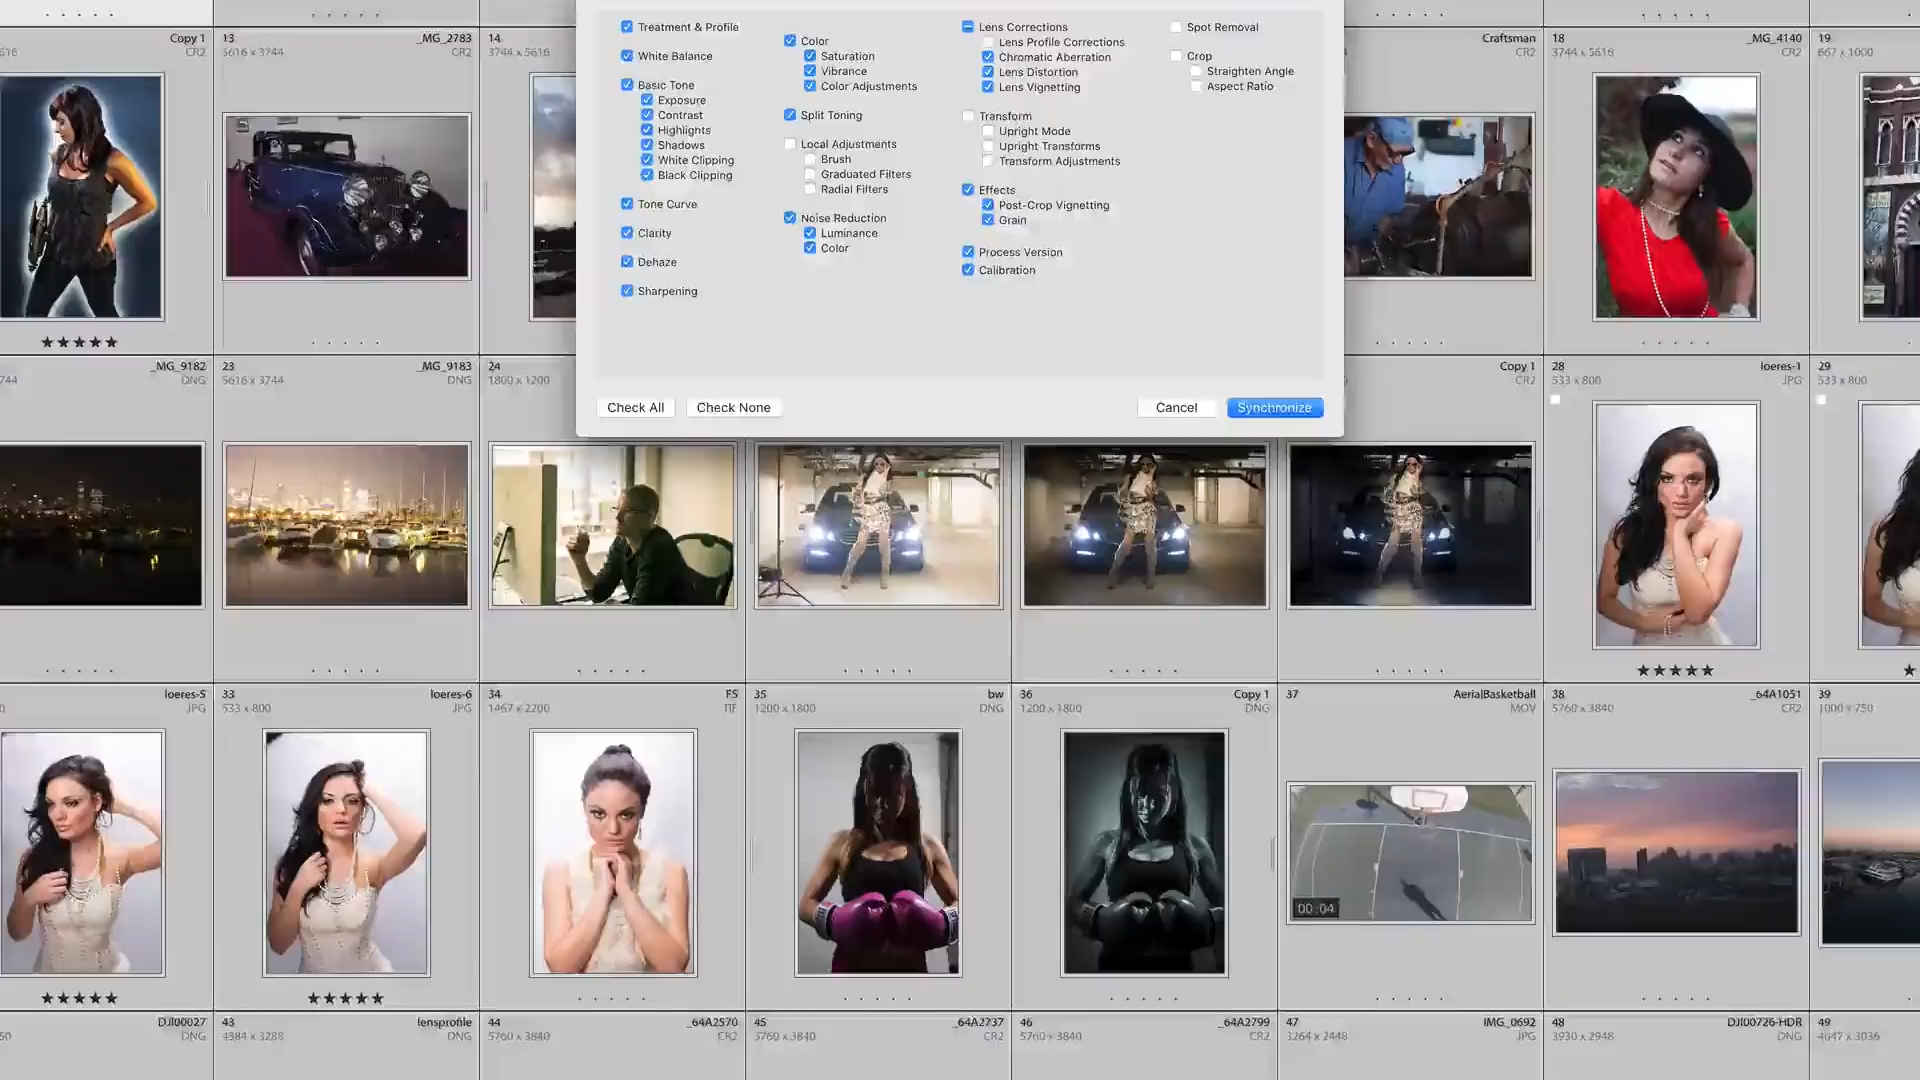 Copy 1
616
CR2
13
_MG_2783
5616 x 3744
CR2
14
3744 x 5616
Treatment & Profile
White Balance
Basic Tone
Exposure
Contrast
Highlights
Shadows
White Clipping
Black Clipping
Tone Curve
Clarity
Dehaze
Sharpening
Color
Saturation
Vibrance
Color Adjustments
Split Toning
Local Adjustments
Brush
Graduated Filters
Radial Filters
Noise Reduction
Luminance
Color
Lens Corrections
Lens Profile Corrections
Chromatic Aberration
Lens Distortion
Lens Vignetting
Transform
Upright Mode
Upright Transforms
Transform Adjustments
Effects
Post-Crop Vignetting
Grain
Process Version
Calibration
Spot Removal
Crop
Straighten Angle
Aspect Ratio
Check All
Check None
Cancel
Synchronize
Craftsman
CR2
18
_MG_4140
3744 x 5616
CR2
19
667 x 1000
_MG_9182
744
DNG
23
_MG_9183
5616 x 3744
DNG
24
1800 x 1200
Copy 1
CR2
28
loeres-1
533 x 800
JPG
29
533 x 800
loeres-5
0
JPG
33
loeres-6
533 x 800
JPG
34
FS
1467 x 2200
TIF
35
bw
1200 x 1800
DNG
36
Copy 1
1200 x 1800
DNG
37
AerialBasketball
MOV
00:04
38
_64A1051
5760 x 3840
CR2
39
1000 x 750
DJI00027
50
DNG
43
lensprofile
4384 x 3288
DNG
44
_64A2570
5760 x 3840
CR2
45
_64A2737
5760 x 3840
CR2
46
_64A2799
5760 x 3840
CR2
47
IMG_0692
3264 x 2448
JPG
48
DJI00726-HDR
3930 x 2948
DNG
49
4047 x 3036